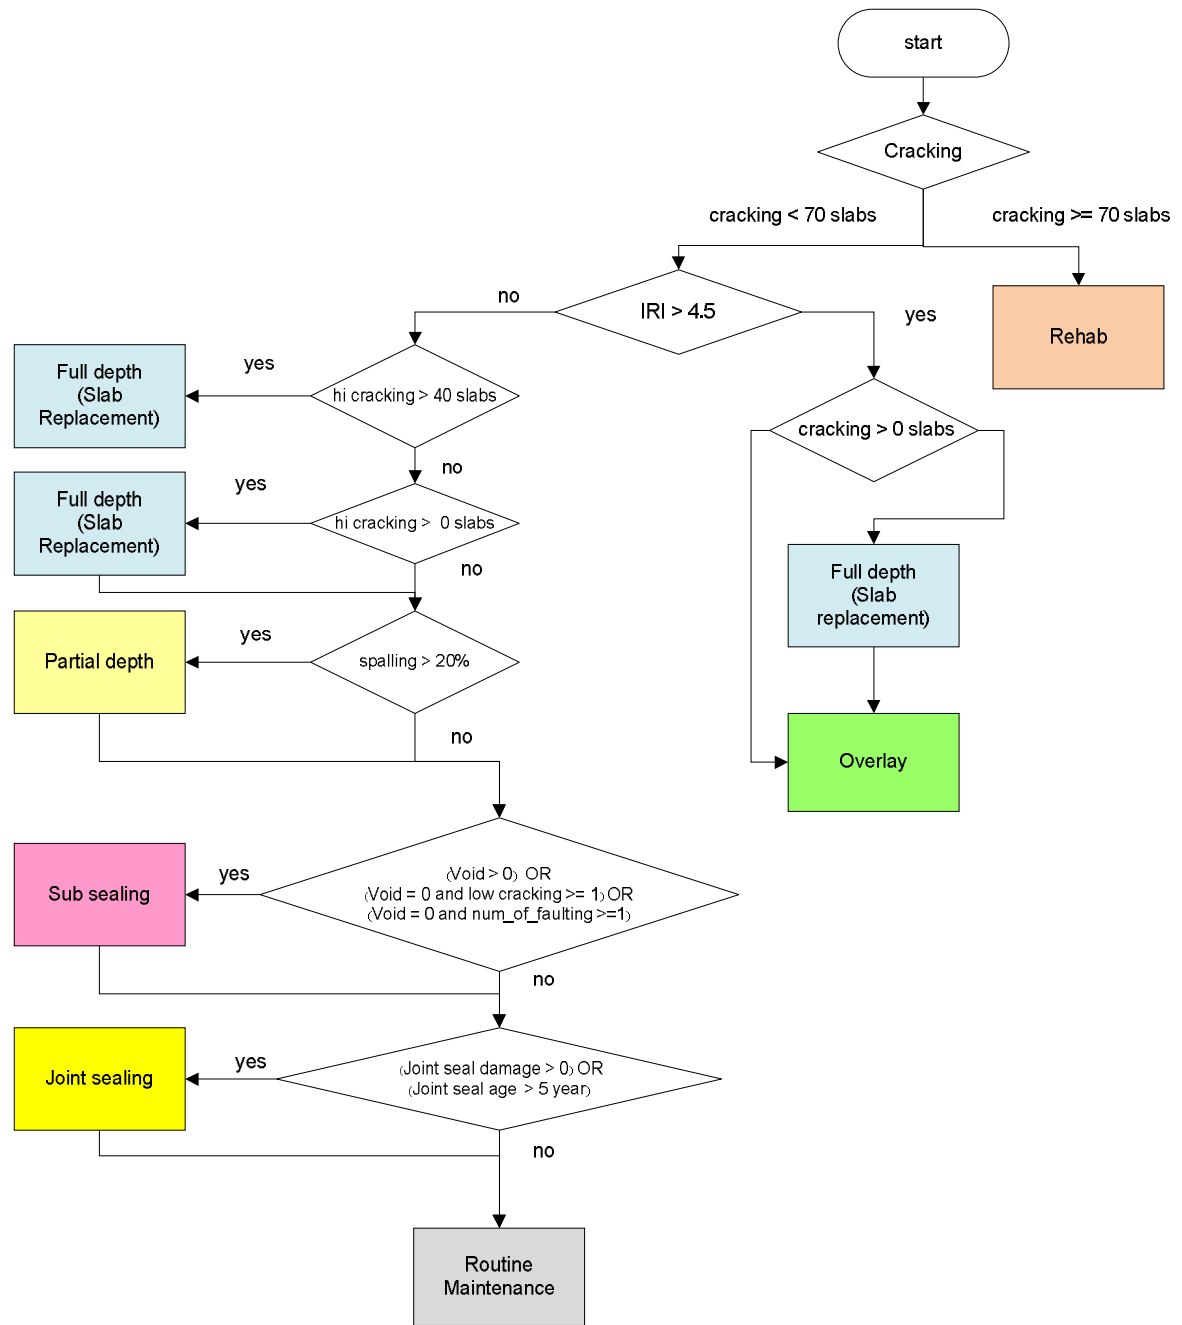 start
Cracking
cracking < 70 slabs
cracking >= 70 slabs
no
IRI > 4.5
yes
Rehab
Full depth
(Slab
Replacement)
yes
hi cracking > 40 slabs
cracking > 0 slabs
no
Full depth
(Slab
Replacement)
yes
hi cracking > 0 slabs
no
Full depth
(Slab
replacement)
Partial depth
yes
spalling > 20%
no
Overlay
Sub sealing
yes
(Void > 0) OR
(Void = 0 and low cracking >= 1) OR
(Void = 0 and num_of_faulting >=1)
no
Joint sealing
yes
(Joint seal damage > 0) OR
(Joint seal age > 5 year)
no
Routine
Maintenance